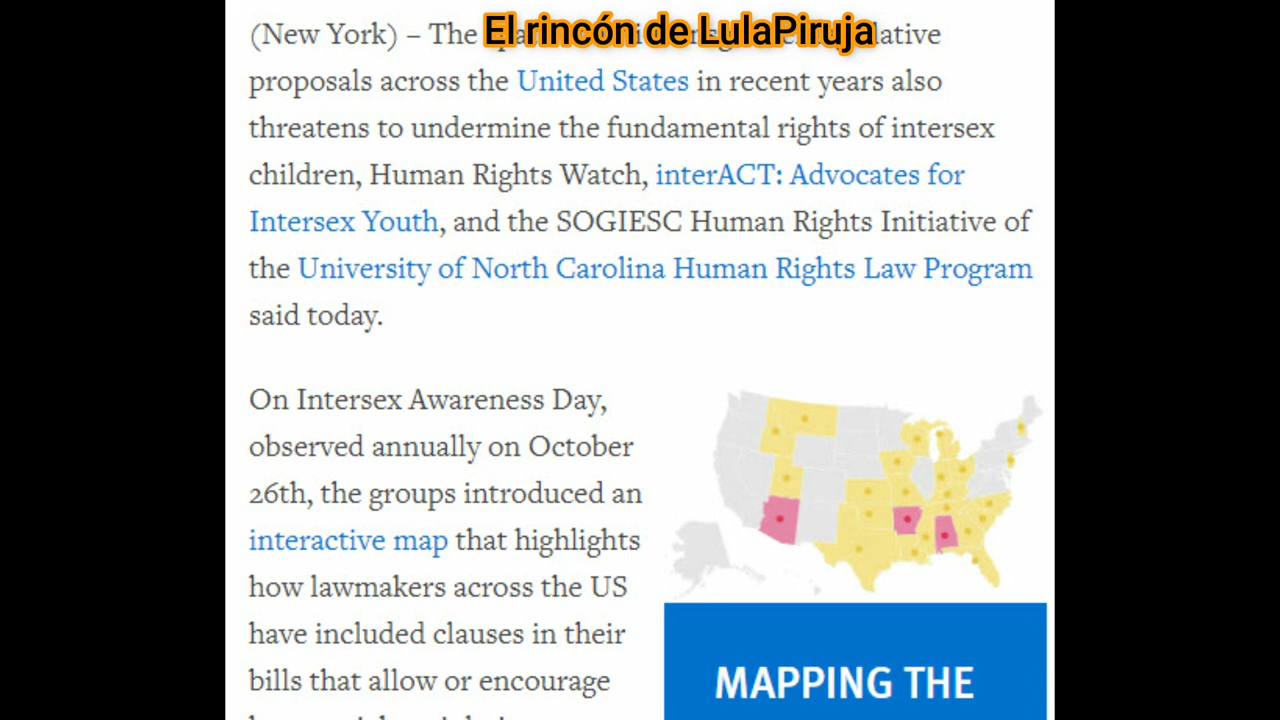 El rincón de LulaPiruja
(New York) – The
proposals across the United States in recent years also
threatens to undermine the fundamental rights of intersex
children, Human Rights Watch, interACT: Advocates for
Intersex Youth, and the SOGIESC Human Rights Initiative of
the University of North Carolina Human Rights Law Program
said today.
On Intersex Awareness Day,
observed annually on October
26th, the groups introduced an
interactive map that highlights
how lawmakers across the US
have included clauses in their
bills that allow or encourage
MAPPING THE